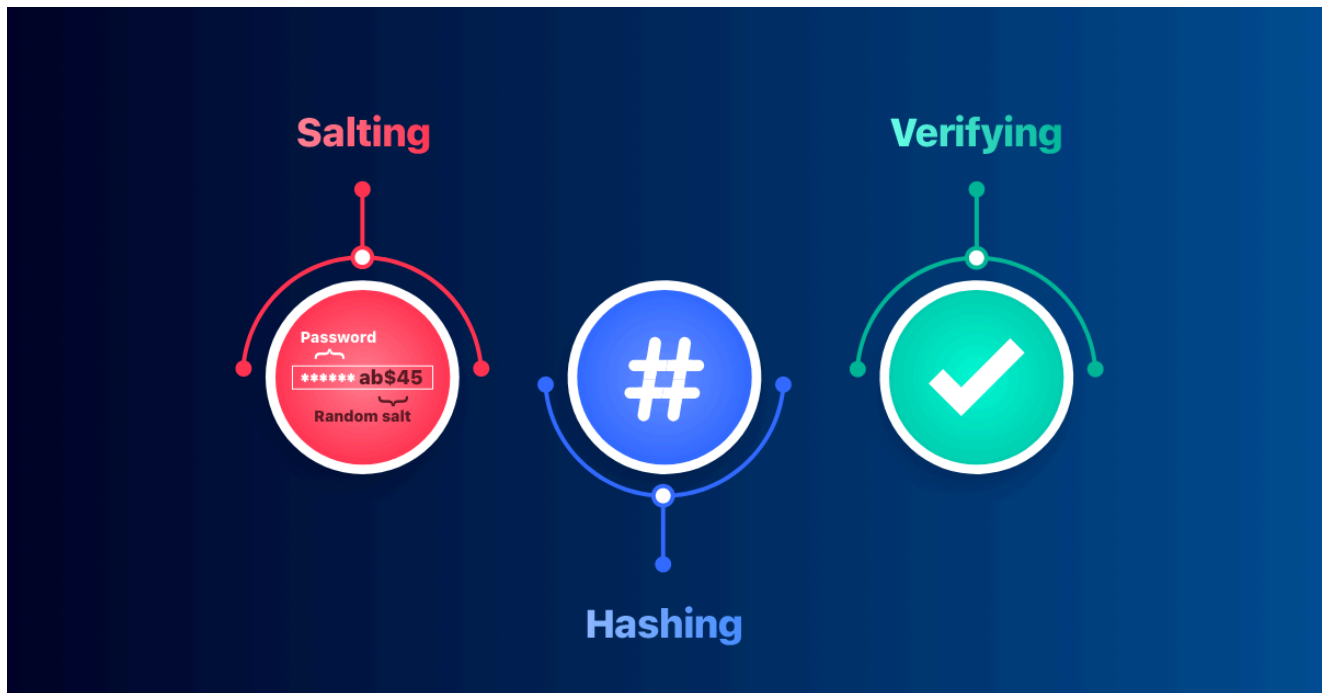 Salting
Verifying
Password
****** ab$45
Random salt
#
Hashing